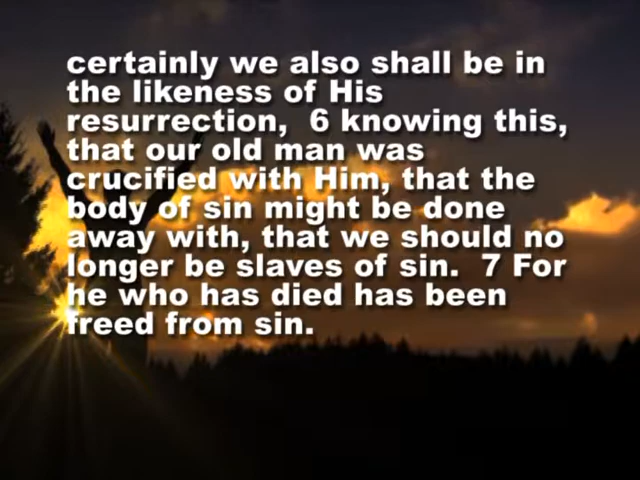 certainly we also shall be in
the likeness of His
resurrection,  6 knowing this,
that our old man was
crucified with Him, that the
body of sin might be done
away with, that we should no
longer be slaves of sin.  7 For
he who has died has been
freed from sin.